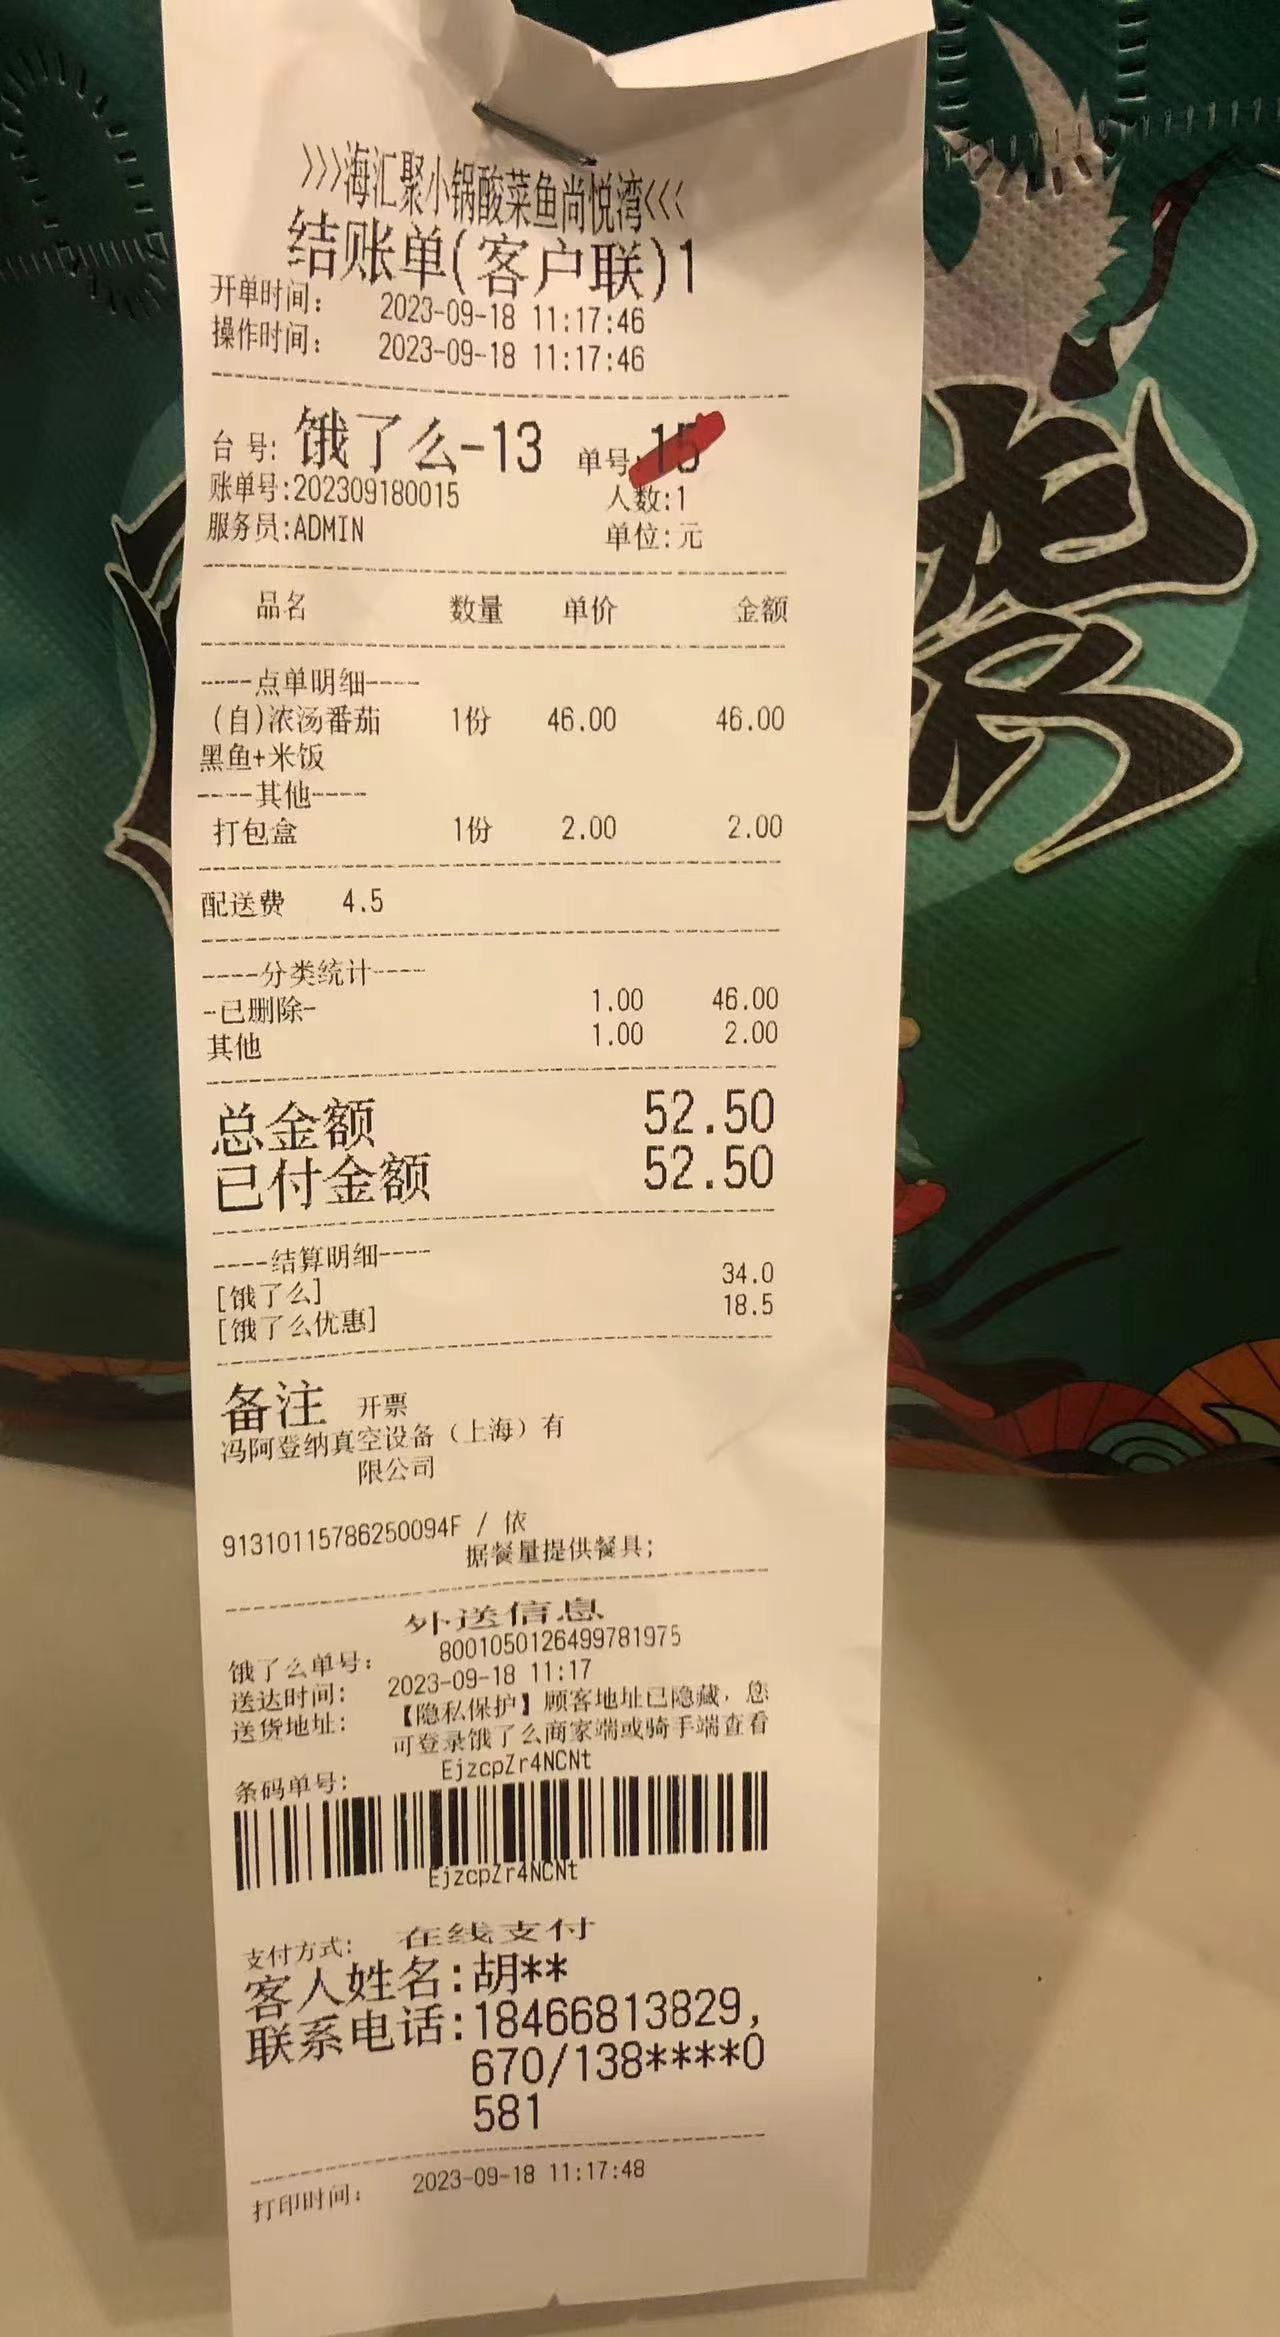 >>>海汇聚小锅酸菜鱼尚悦湾<<<
结账单(客户联)1
开单时间： 2023-09-18 11:17:46
操作时间： 2023-09-18 11:17:46
台号: 饿了么-13 单号:15
账单号:202309180015 人数:1
服务员:ADMIN 单位:元
品名 数量 单价 金额
----点单明细----
(自)浓汤番茄 1份 46.00 46.00
黑鱼+米饭
----其他----
打包盒 1份 2.00 2.00
配送费 4.5
----分类统计----
-已删除- 1.00 46.00
其他 1.00 2.00
总金额 52.50
已付金额 52.50
----结算明细----
[饿了么] 34.0
[饿了么优惠] 18.5
备注 开票
冯阿登纳真空设备（上海）有
限公司
91310115786250094F / 依
据餐量提供餐具;
外送信息
饿了么单号： 8001050126499781975
送达时间： 2023-09-18 11:17
送货地址： 【隐私保护】顾客地址已隐藏，您
可登录饿了么商家端或骑手端查看
条码单号： EjzcpZr4NCNt
EjzcpZr4NCNt
支付方式： 在线支付
客人姓名:胡**
联系电话:18466813829,
670/138****0
581
打印时间： 2023-09-18 11:17:48